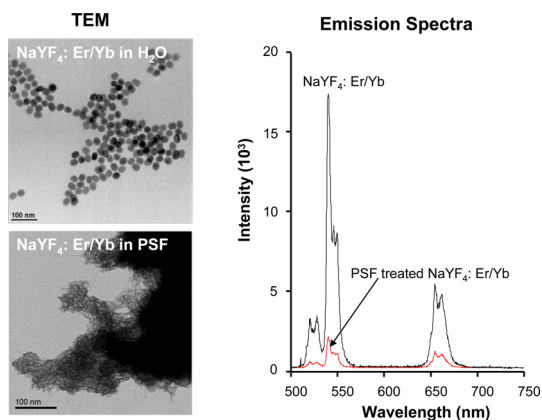 TEM
NaYF4: Er/Yb in H2O
100 nm
NaYF4: Er/Yb in PSF
100 nm
Emission Spectra
20
15
10
5
0
Intensity (10³)
NaYF4: Er/Yb
PSF treated NaYF4: Er/Yb
500 550 600 650 700 750
Wavelength (nm)